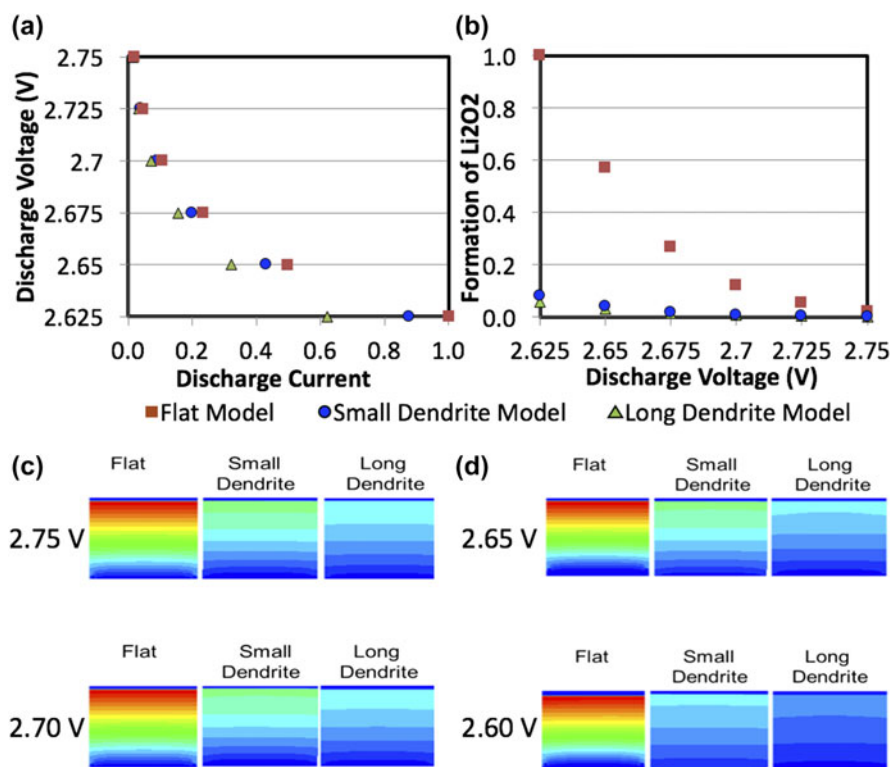 (a)
2.75
2.725
2.7
2.675
2.65
2.625
Discharge Voltage (V)
0.0 0.2 0.4 0.6 0.8 1.0
Discharge Current
(b)
1.0
0.8
0.6
0.4
0.2
0.0
Formation of Li2O2
2.625 2.65 2.675 2.7 2.725 2.75
Discharge Voltage (V)
Flat Model Small Dendrite Model Long Dendrite Model
(c)
Flat
Small
Dendrite
Long
Dendrite
2.75 V
Flat
Small
Dendrite
Long
Dendrite
2.70 V
(d)
Flat
Small
Dendrite
Long
Dendrite
2.65 V
Flat
Small
Dendrite
Long
Dendrite
2.60 V